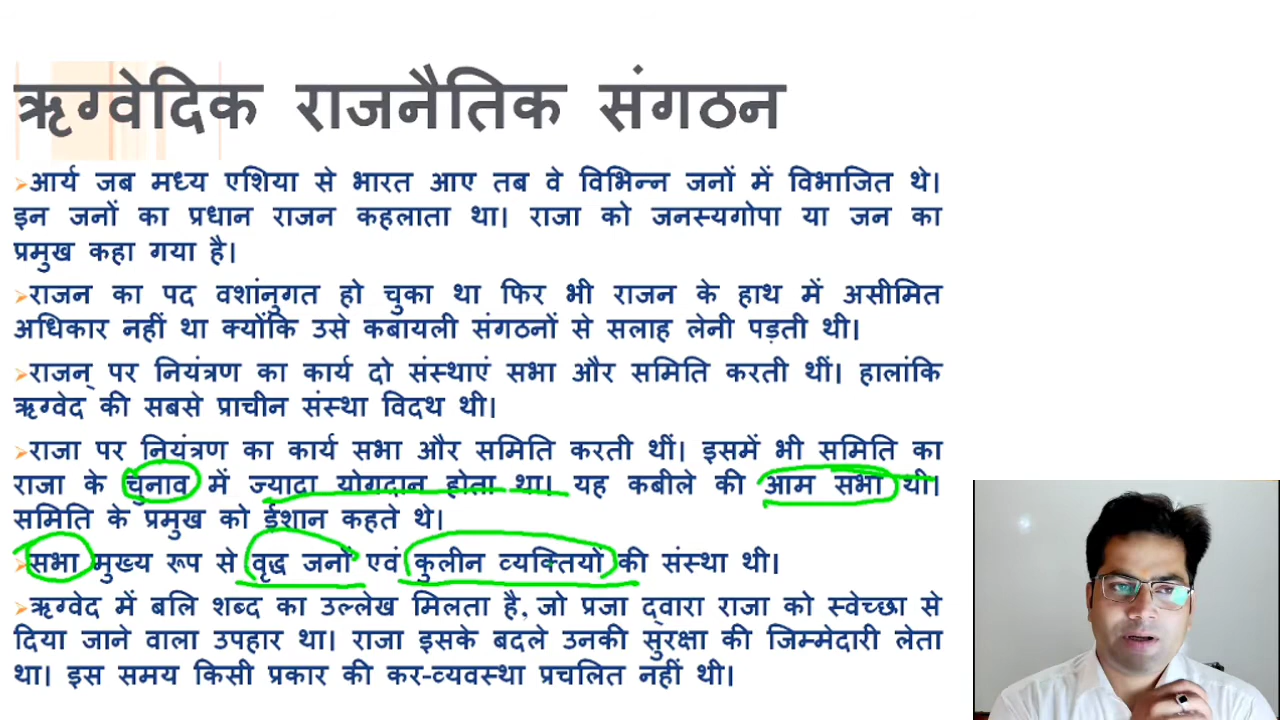 ऋग्वेदिक राजनैतिक संगठन
➢आर्य जब मध्य एशिया से भारत आए तब वे विभिन्न जनों में विभाजित थे।
इन जनों का प्रधान राजन कहलाता था। राजा को जनस्यगोपा या जन का
प्रमुख कहा गया है।
➢राजन का पद वशांनुगत हो चुका था फिर भी राजन के हाथ में असीमित
अधिकार नहीं था क्योंकि उसे कबायली संगठनों से सलाह लेनी पड़ती थी।
➢राजन् पर नियंत्रण का कार्य दो संस्थाएं सभा और समिति करती थीं। हालांकि
ऋग्वेद की सबसे प्राचीन संस्था विदथ थी।
➢राजा पर नियंत्रण का कार्य सभा और समिति करती थीं। इसमें भी समिति का
राजा के चुनाव में ज्यादा योगदान होता था। यह कबीले की आम सभा थी।
समिति के प्रमुख को ईशान कहते थे।
➢सभा मुख्य रूप से वृद्ध जनों एवं कुलीन व्यक्तियों की संस्था थी।
➢ऋग्वेद में बलि शब्द का उल्लेख मिलता है, जो प्रजा द्वारा राजा को स्वेच्छा से
दिया जाने वाला उपहार था। राजा इसके बदले उनकी सुरक्षा की जिम्मेदारी लेता
था। इस समय किसी प्रकार की कर-व्यवस्था प्रचलित नहीं थी।